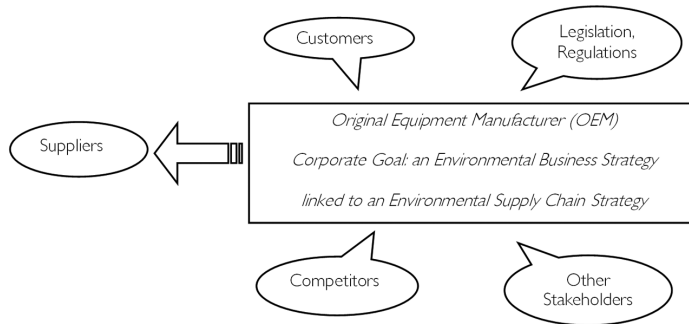 Customers
Legislation,
Regulations
Original Equipment Manufacturer (OEM)
Suppliers
Corporate Goal: an Environmental Business Strategy
linked to an Environmental Supply Chain Strategy
Competitors
Other
Stakeholders